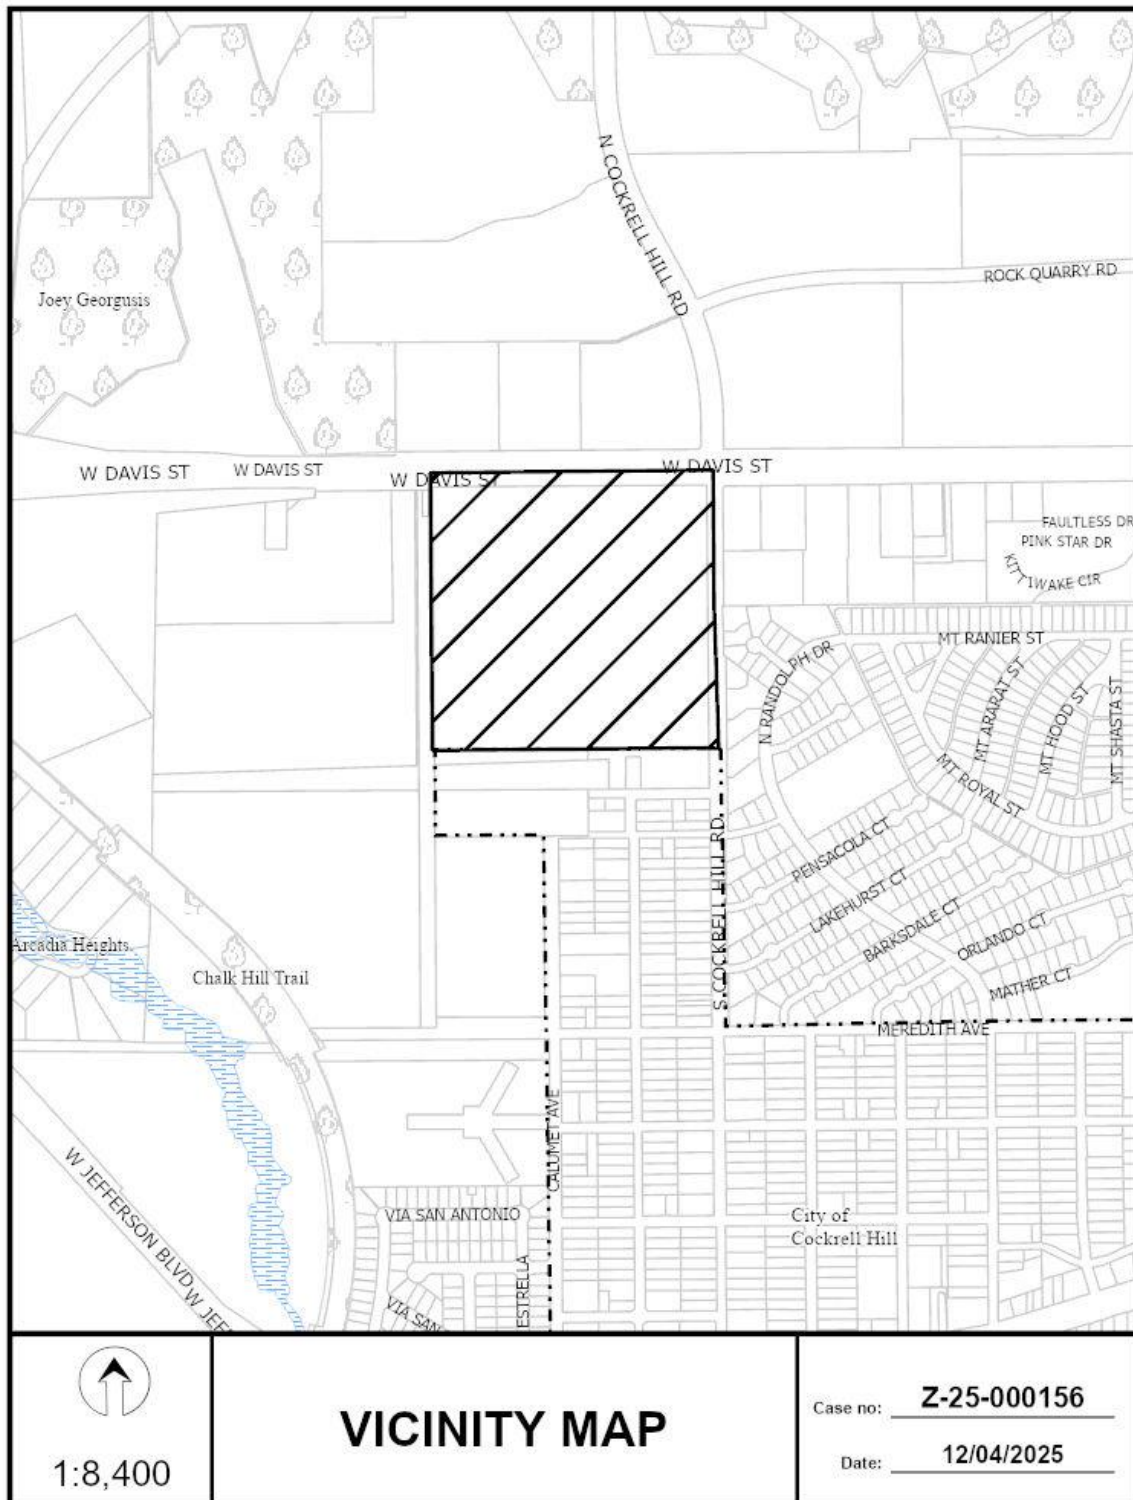 N COCKRELL HILL RD
ROCK QUARRY RD
Joey Georgusis
W DAVIS ST
W DAVIS ST
W DAVIS ST
W DAVIS ST
FAULTLESS DR
PINK STAR DR
KITTIWAKE CIR
MT RANIER ST
N RANDOLPH DR
MT ARARAT ST
MT HOOD ST
MT SHASTA ST
MT ROYAL ST
PENSACOLA CT
LAKEHURST CT
BARKSDALE CT
ORLANDO CT
MATHER CT
S COCKRELL HILL RD
MEREDITH AVE
Arcadia Heights
Chalk Hill Trail
CALUMET AVE
W JEFFERSON BLVD
W JEF
VIA SAN ANTONIO
VIA SAN
ESTRELLA
City of
Cockrell Hill
1:8,400
VICINITY MAP
Case no: Z-25-000156
Date: 12/04/2025